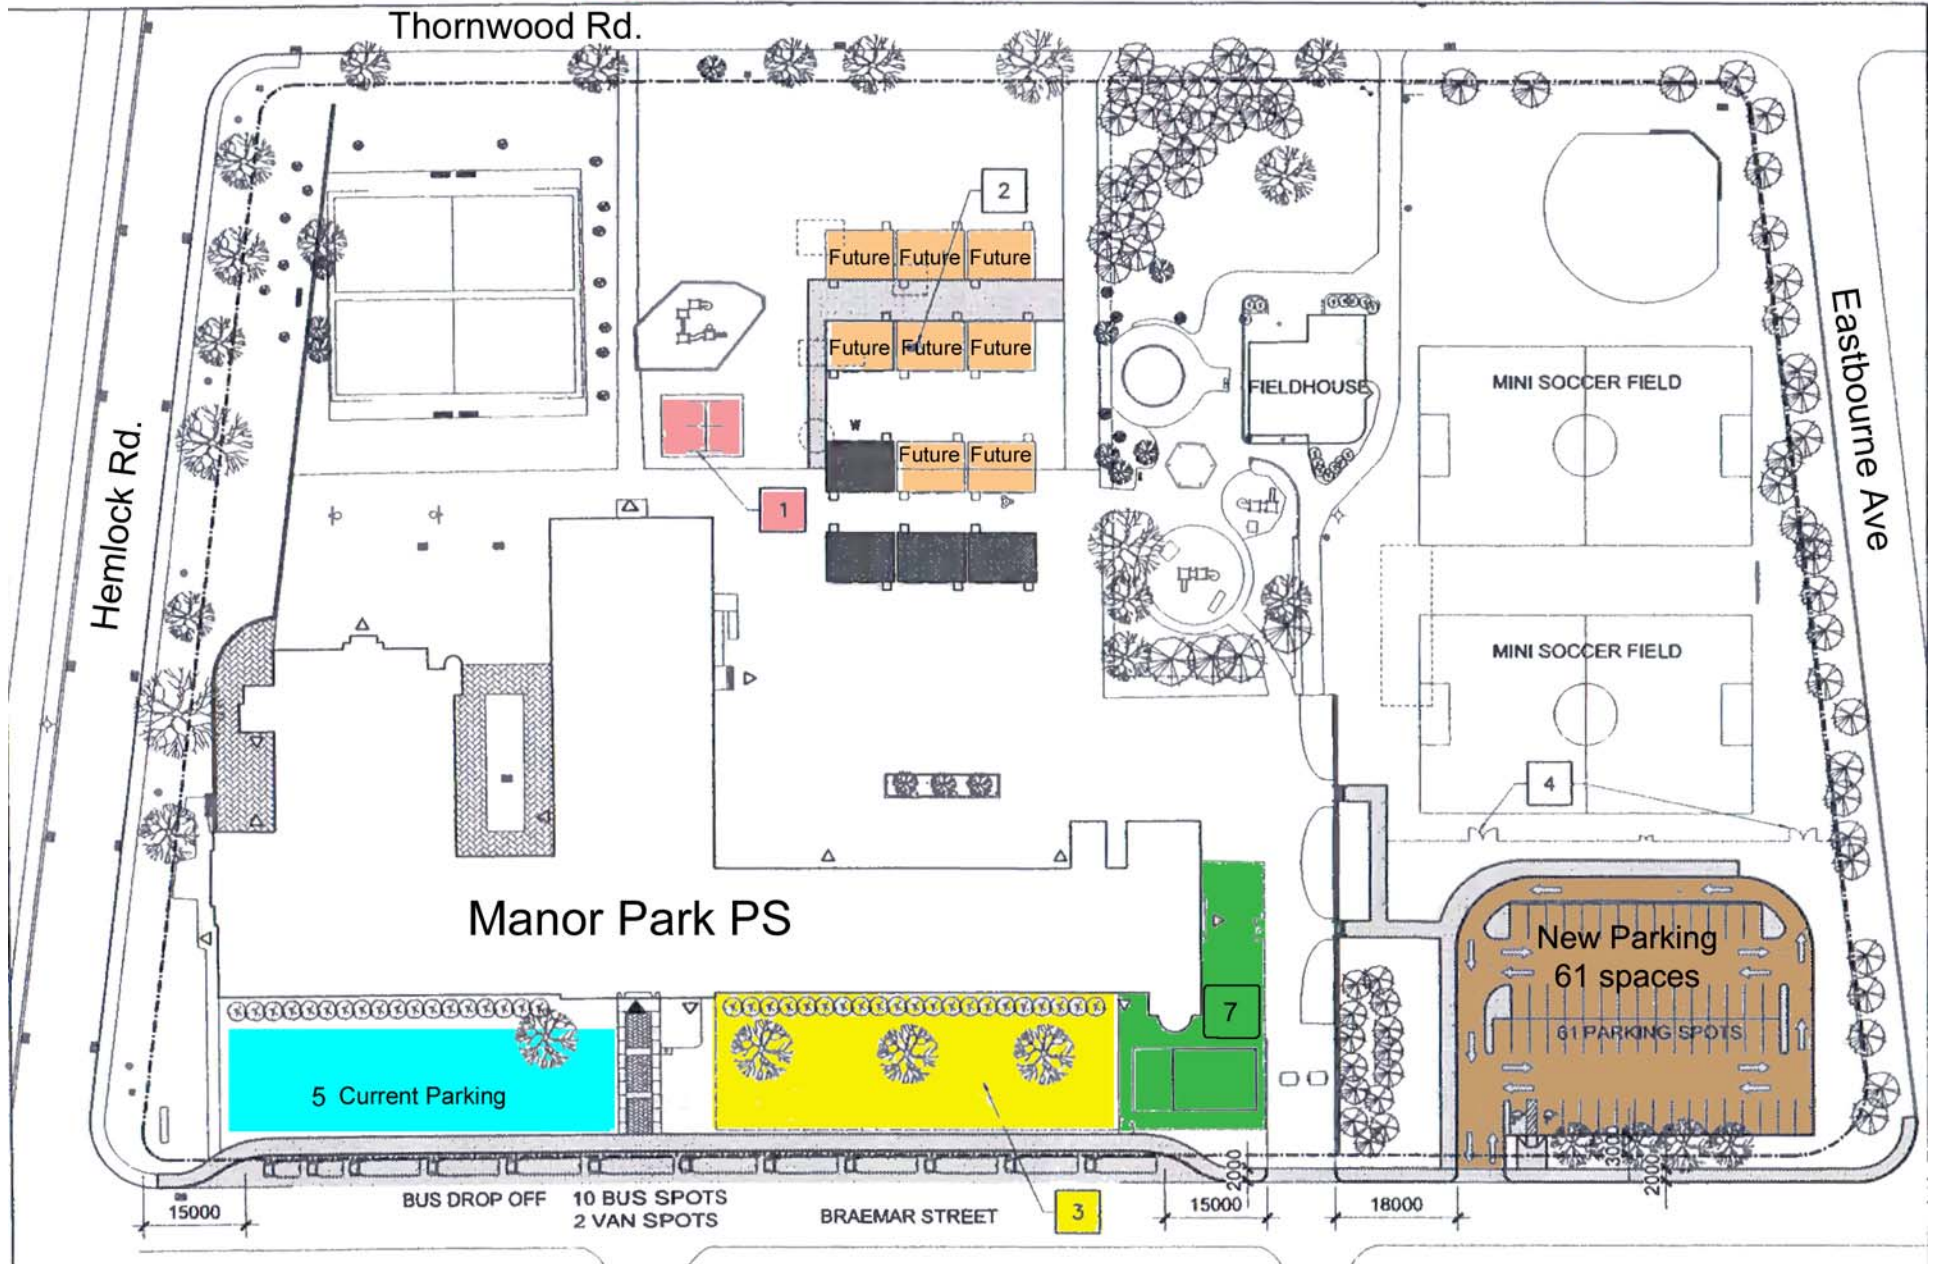 Thornwood Rd.
2
Future Future Future
Future Future Future
W
Future Future
1
Hemlock Rd.
FIELDHOUSE
MINI SOCCER FIELD
Eastbourne Ave
MINI SOCCER FIELD
4
Manor Park PS
New Parking
61 spaces
61 PARKING SPOTS
7
5 Current Parking
3000
2000
2000
15000
BUS DROP OFF
10 BUS SPOTS
2 VAN SPOTS
BRAEMAR STREET
3
15000
18000